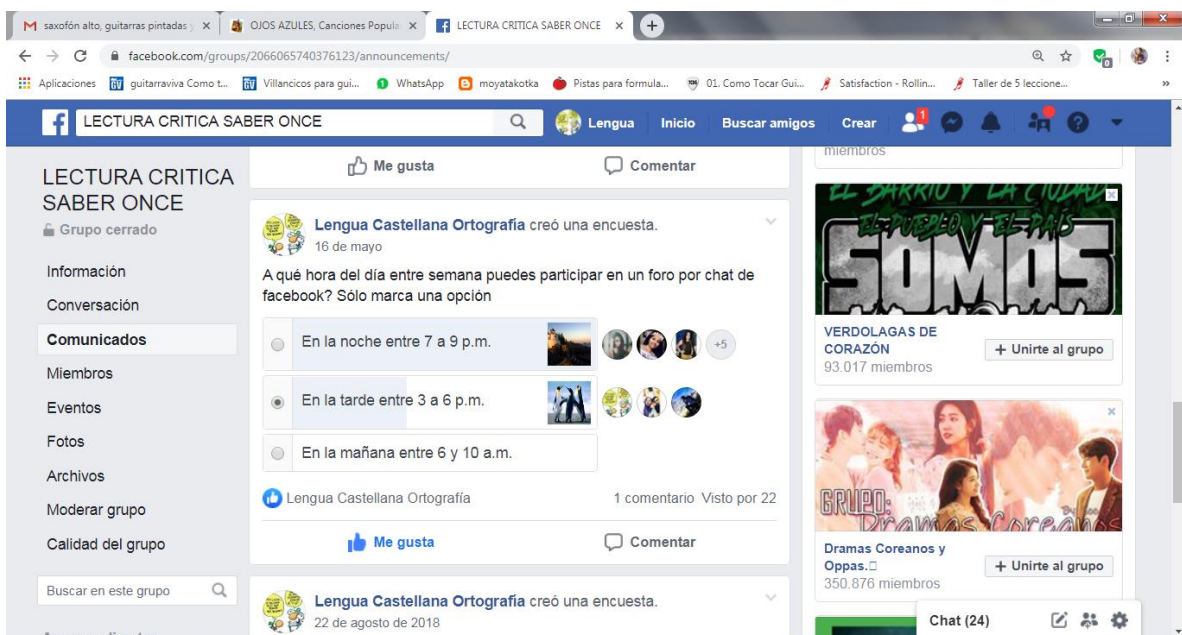 saxofón alto, guitarras pintadas y
OJOS AZULES, Canciones Popula
LECTURA CRITICA SABER ONCE
facebook.com/groups/2066065740376123/announcements/
Aplicaciones
guitarraviva Como t...
Villancicos para gui...
WhatsApp
moyatakotka
Pistas para formula...
01. Como Tocar Gui...
Satisfaction - Rollin...
Taller de 5 leccione...
LECTURA CRITICA SABER ONCE
Lengua
Inicio
Buscar amigos
Crear
1
LECTURA CRITICA
SABER ONCE
Grupo cerrado
Información
Conversación
Comunicados
Miembros
Eventos
Fotos
Archivos
Moderar grupo
Calidad del grupo
Buscar en este grupo
Me gusta
Comentar
Lengua Castellana Ortografía creó una encuesta.
16 de mayo
A qué hora del día entre semana puedes participar en un foro por chat de
facebook? Sólo marca una opción
En la noche entre 7 a 9 p.m.
+5
En la tarde entre 3 a 6 p.m.
En la mañana entre 6 y 10 a.m.
Lengua Castellana Ortografía
1 comentario Visto por 22
Me gusta
Comentar
Lengua Castellana Ortografía creó una encuesta.
22 de agosto de 2018
miembros
EL BARRIO Y LA CIUDAD
EL PUEBLO Y EL PAÍS
SOMOS
VERDOLAGAS DE
CORAZÓN
93.017 miembros
+ Unirte al grupo
GRUPO:
Dramas Coreanos
Dramas Coreanos y
Oppas.
350.876 miembros
+ Unirte al grupo
Chat (24)